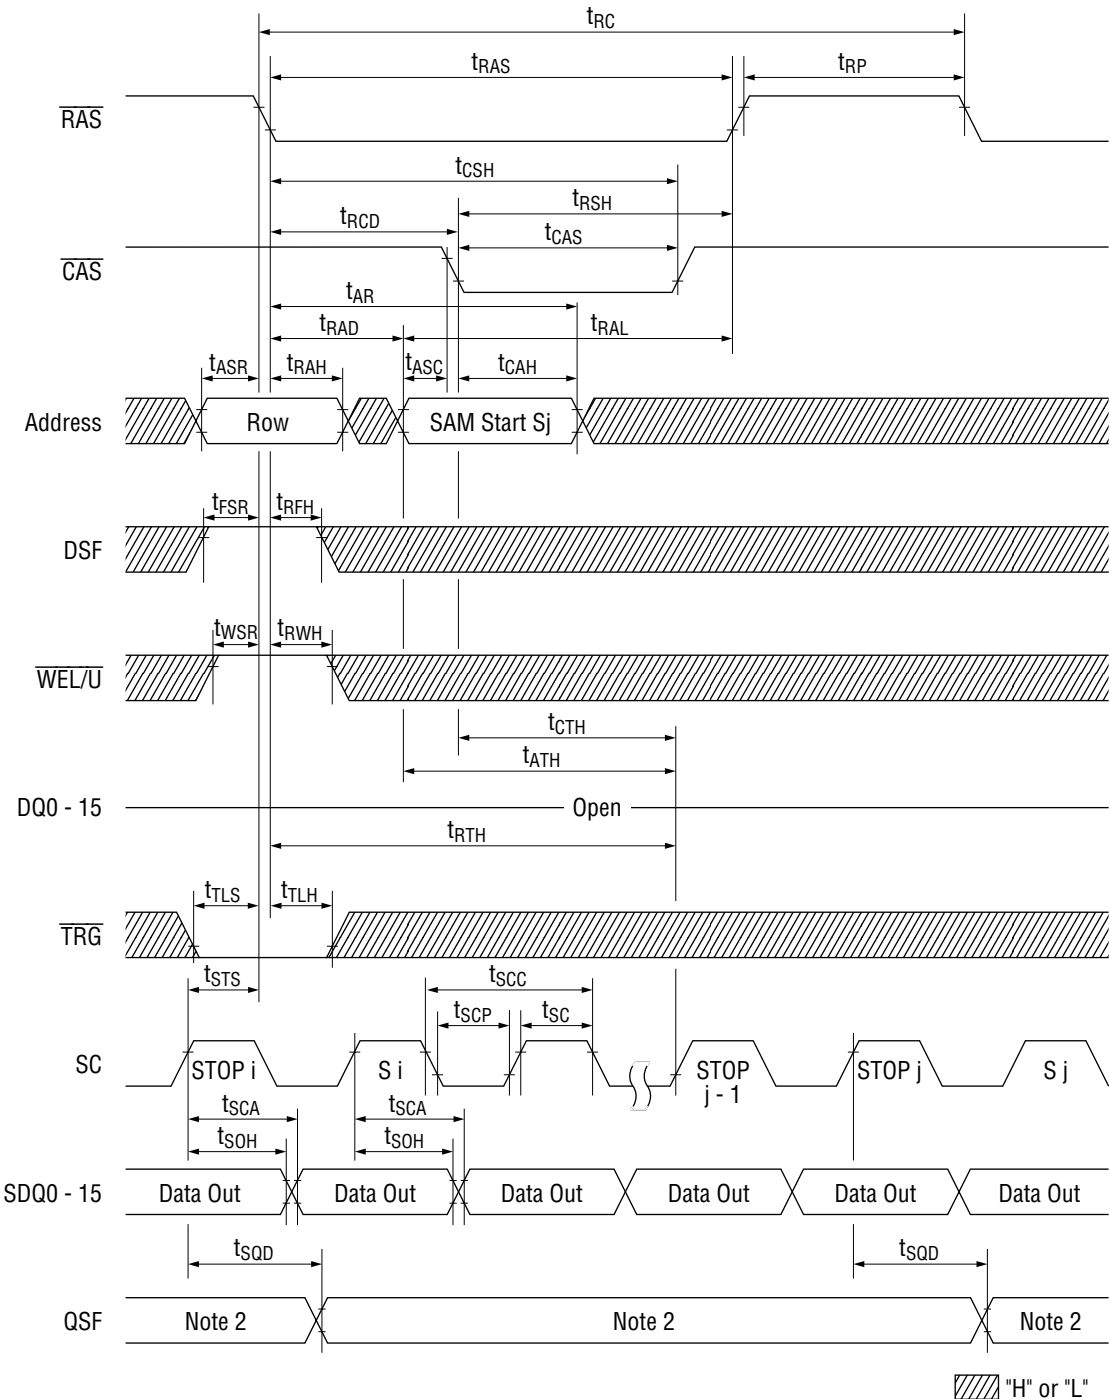 tRC
tRAS tRP
RAS
tCSH
tRSH
tRCD
tCAS
CAS
tAR
tRAD tRAL
tASR tRAH tASC tCAH
Address Row SAM Start Sj
tFSR tRFH
DSF
tWSR tRWH
WEL/U
tCTH
tATH
DQ0 - 15 Open
tRTH
tTLS tTLH
TRG
tSTS tSCC
tSCP tSC
SC STOP i S i STOP j - 1 STOP j S j
tSCA tSCA
tSOH tSOH
SDQ0 - 15 Data Out Data Out Data Out Data Out Data Out Data Out
tSQD tSQD
QSF Note 2 Note 2 Note 2
"H" or "L"